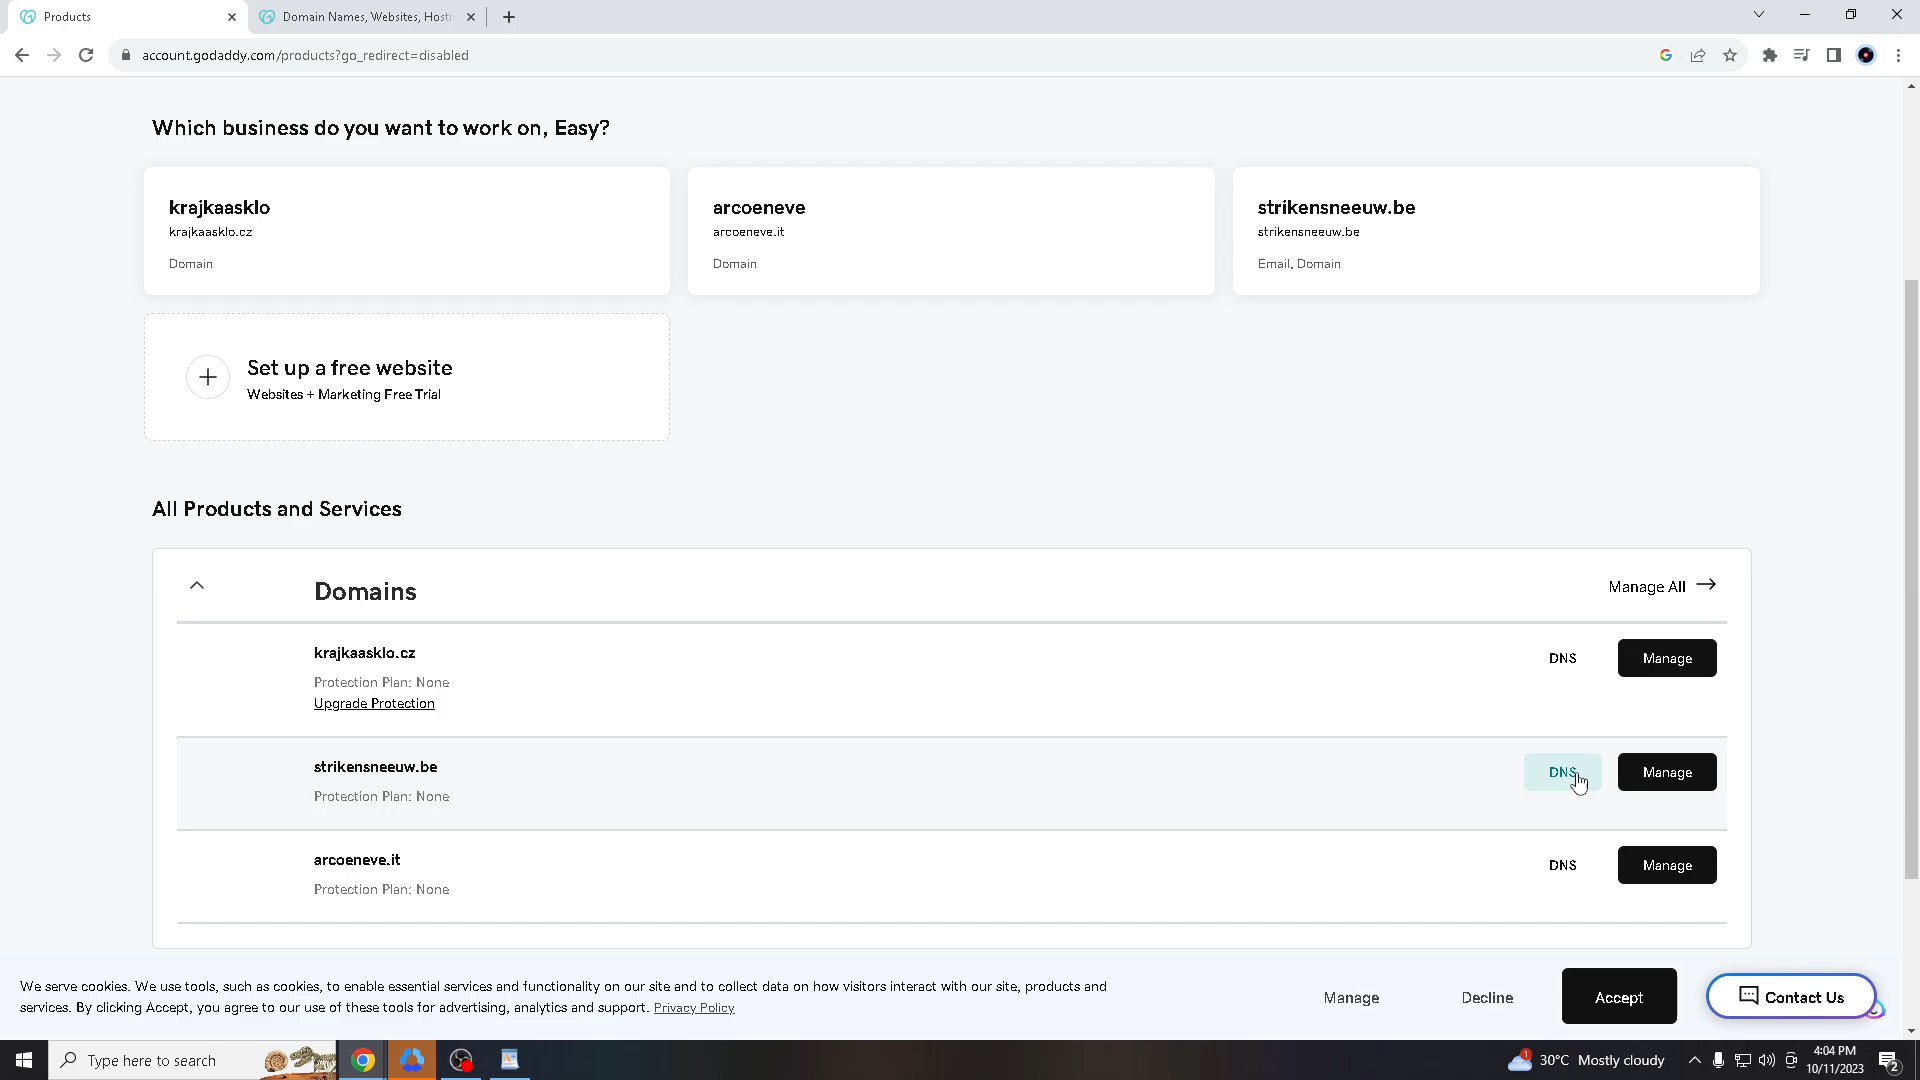 Products
Domain Names, Websites, Hosti
account.godaddy.com/products?go_redirect=disabled
Which business do you want to work on, Easy?
krajkaasklo
krajkaasklo.cz
Domain
arcoeneve
arcoeneve.it
Domain
strikensneeuw.be
strikensneeuw.be
Email, Domain
Set up a free website
Websites + Marketing Free Trial
All Products and Services
Domains
Manage All
krajkaasklo.cz
Protection Plan: None
Upgrade Protection
DNS
Manage
strikensneeuw.be
Protection Plan: None
DNS
Manage
arcoeneve.it
Protection Plan: None
DNS
Manage
We serve cookies. We use tools, such as cookies, to enable essential services and functionality on our site and to collect data on how visitors interact with our site, products and
services. By clicking Accept, you agree to our use of these tools for advertising, analytics and support. Privacy Policy
Manage
Decline
Accept
Contact Us
Type here to search
1
30°C Mostly cloudy
4:04 PM
10/11/2023
2